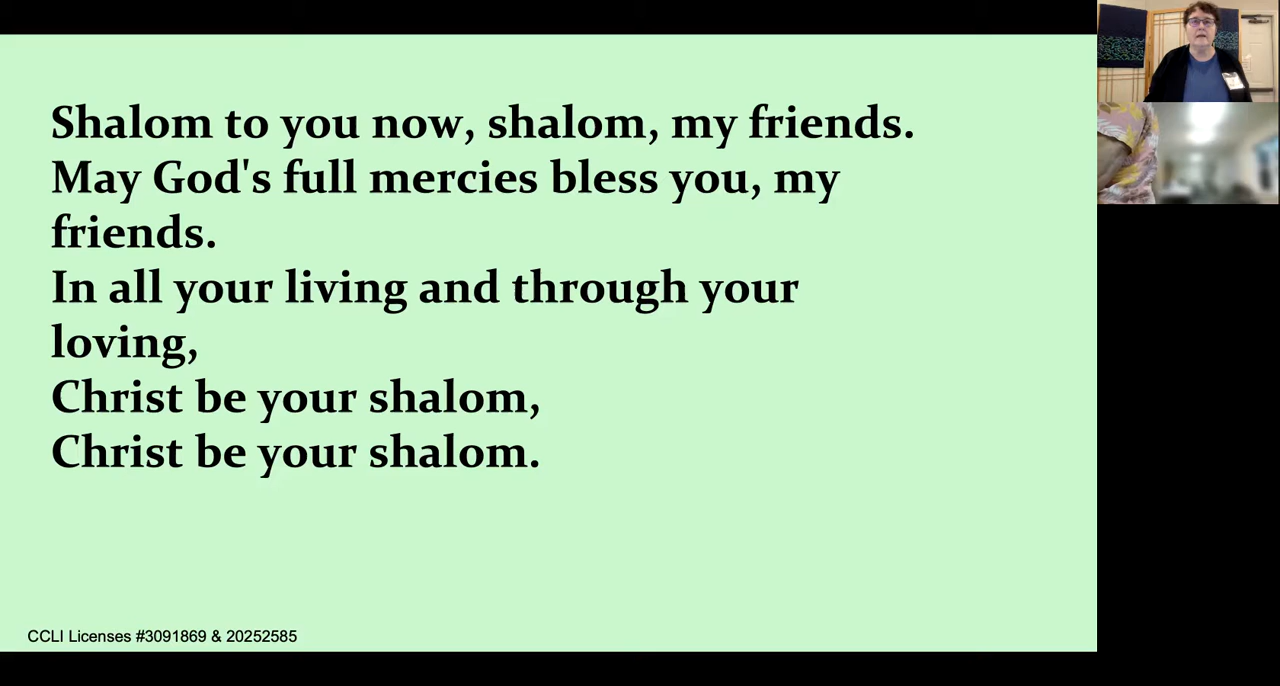 Shalom to you now, shalom, my friends.
May God's full mercies bless you, my
friends.
In all your living and through your
loving,
Christ be your shalom,
Christ be your shalom.
CCLI Licenses #3091869 & 20252585